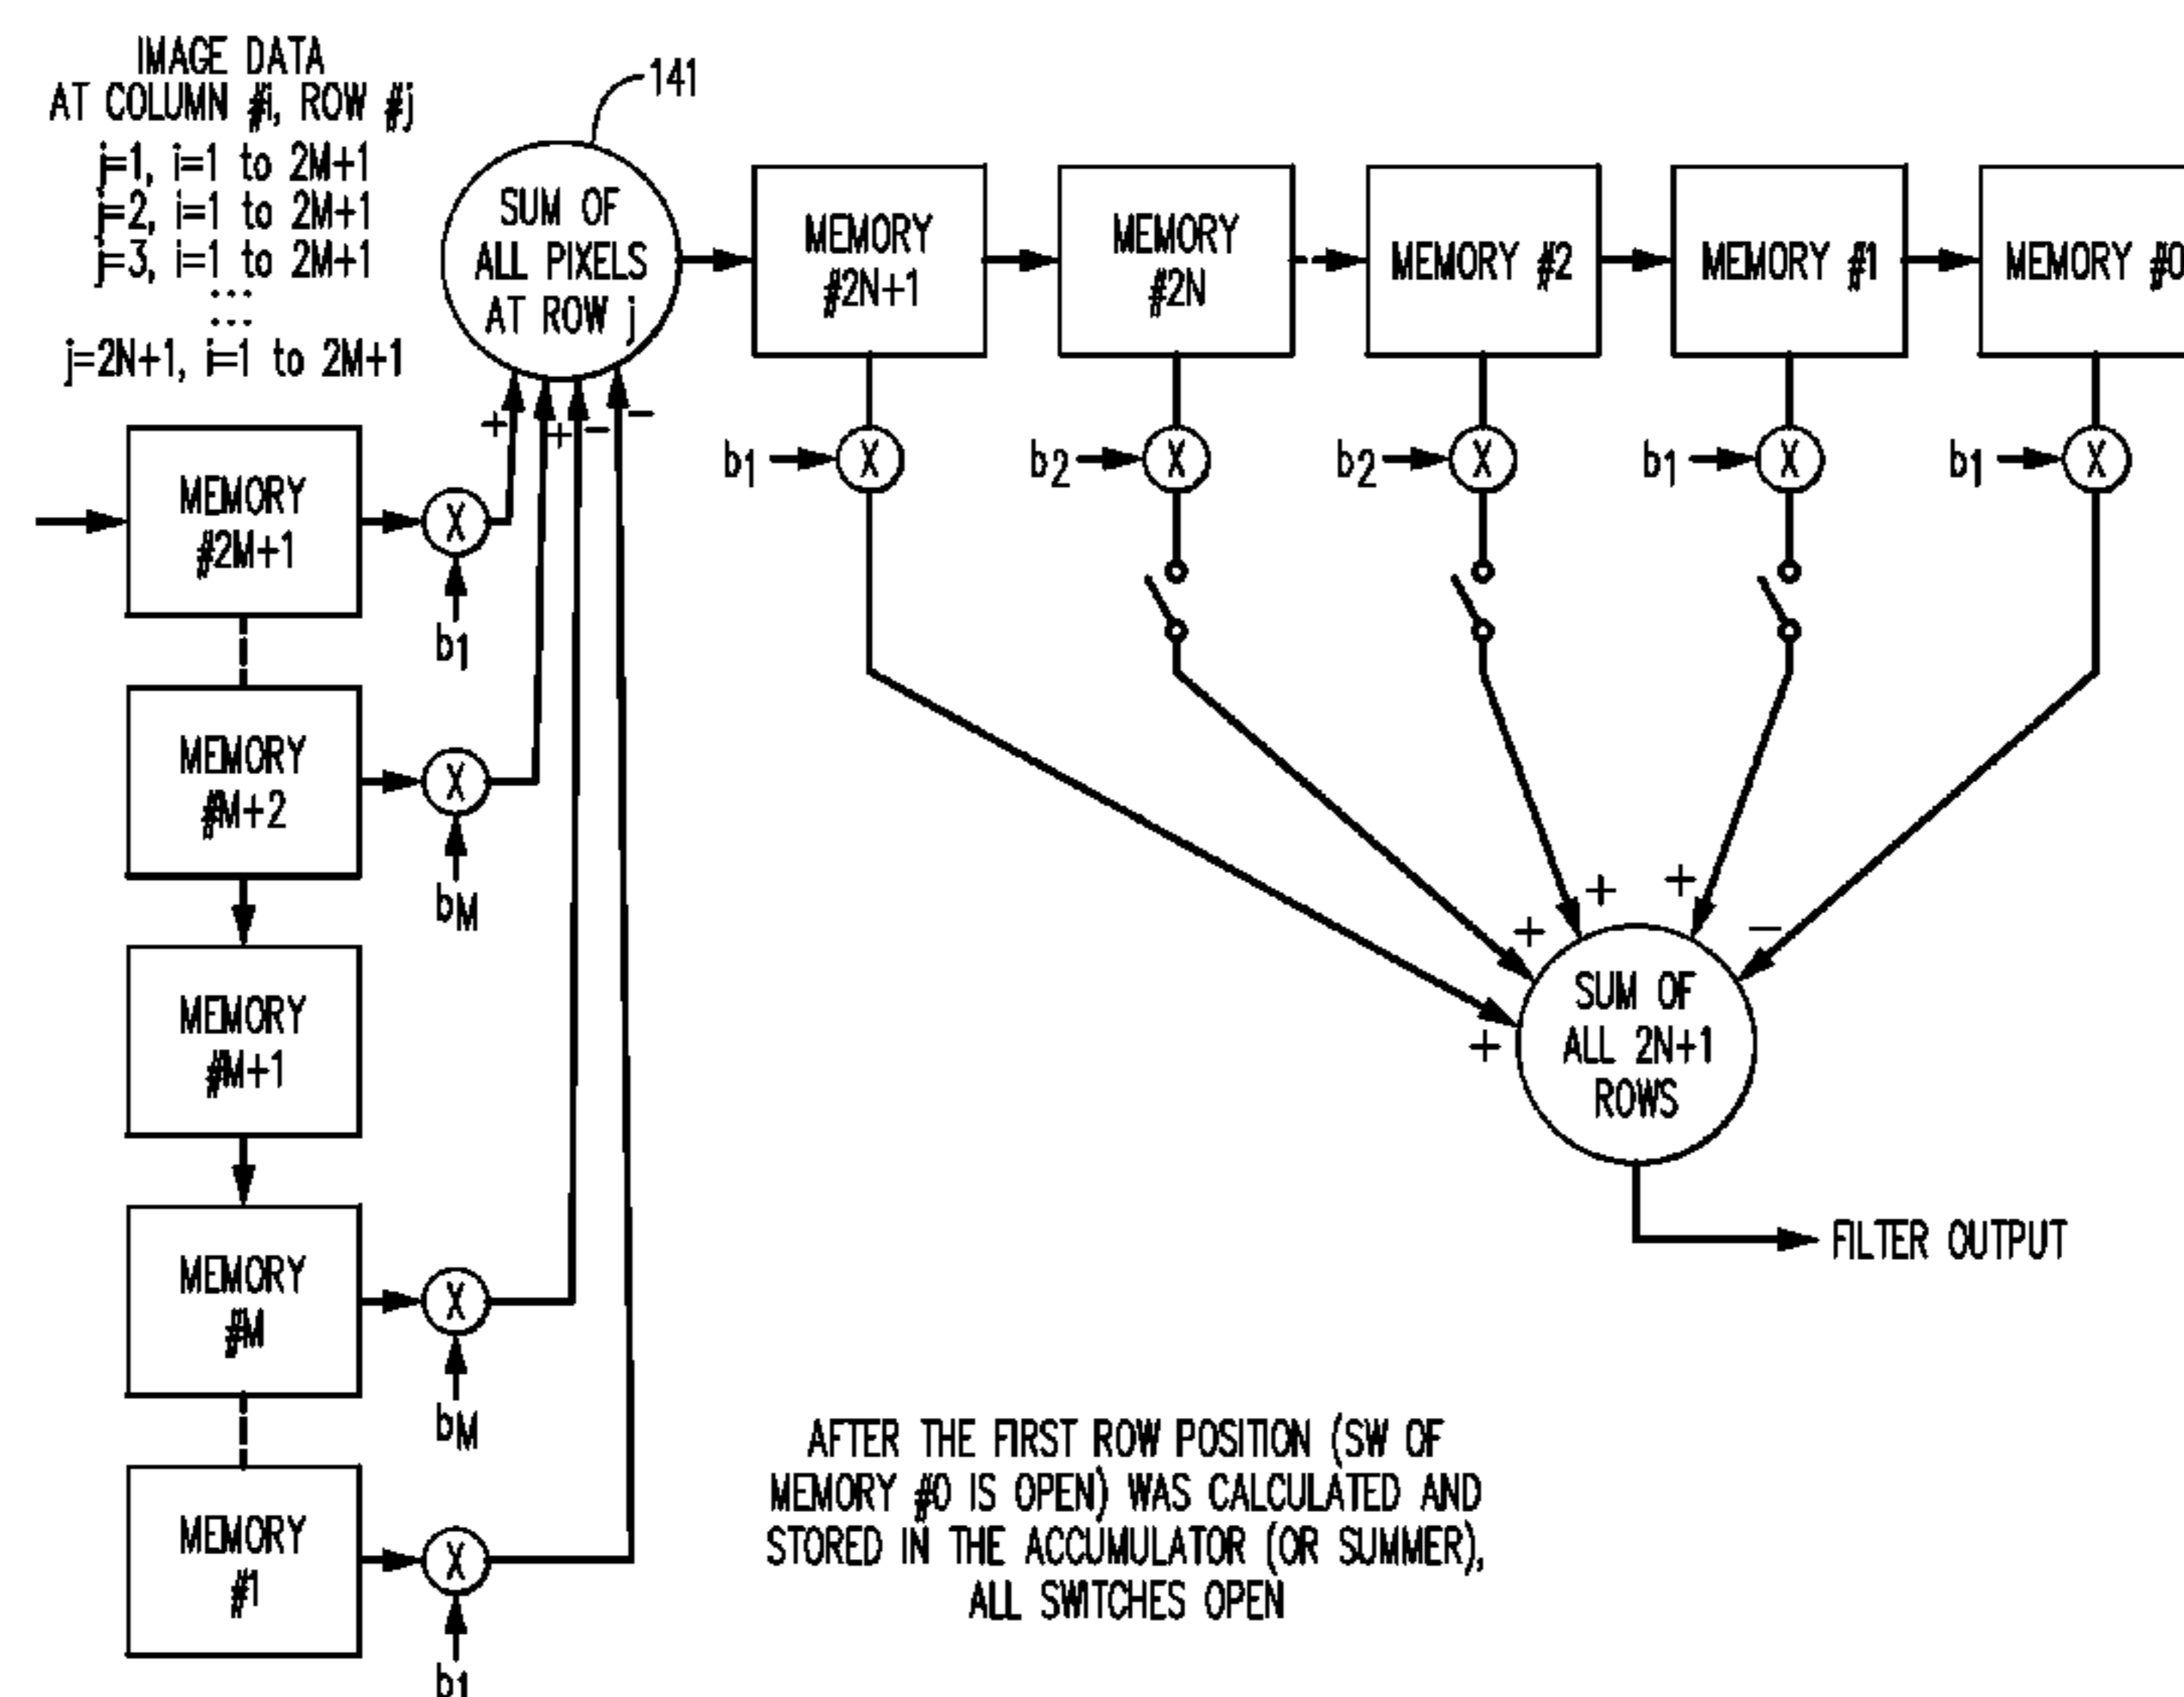 IMAGE DATA
AT COLUMN #i, ROW #j
j=1, i=1 to 2M+1
j=2, i=1 to 2M+1
j=3, i=1 to 2M+1
...
...
j=2N+1, i=1 to 2M+1
141
SUM OF
ALL PIXELS
AT ROW j
+
+
-
-
MEMORY
#2N+1
MEMORY
#2N
MEMORY #2
MEMORY #1
MEMORY #0
b1
X
b2
X
b2
X
b1
X
b1
X
MEMORY
#2M+1
X
b1
MEMORY
#M+2
X
bM
MEMORY
#M+1
MEMORY
#M
X
bM
MEMORY
#1
X
b1
+
+
+
+
-
SUM OF
ALL 2N+1
ROWS
FILTER OUTPUT
AFTER THE FIRST ROW POSITION (SW OF
MEMORY #0 IS OPEN) WAS CALCULATED AND
STORED IN THE ACCUMULATOR (OR SUMMER),
ALL SWITCHES OPEN